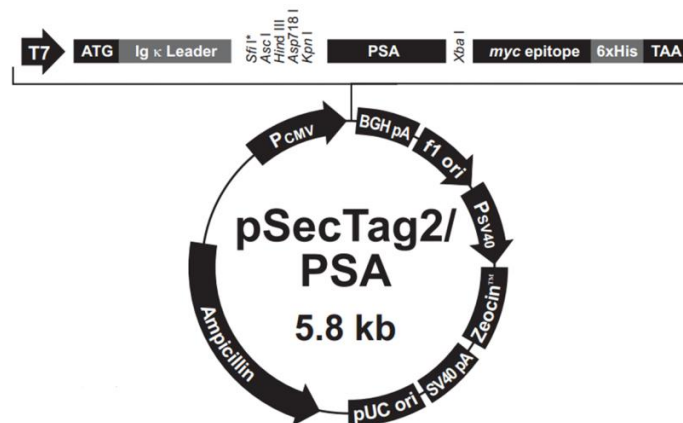 T7 ATG Ig κ Leader Sfi I* Asc I Hind III Asp718 I Kpn I PSA Xba I myc epitope 6xHis TAA
PCMV
BGH pA
f1 ori
PSV40
Zeocin™
SV40 pA
pUC ori
Ampicillin
pSecTag2/
PSA
5.8 kb